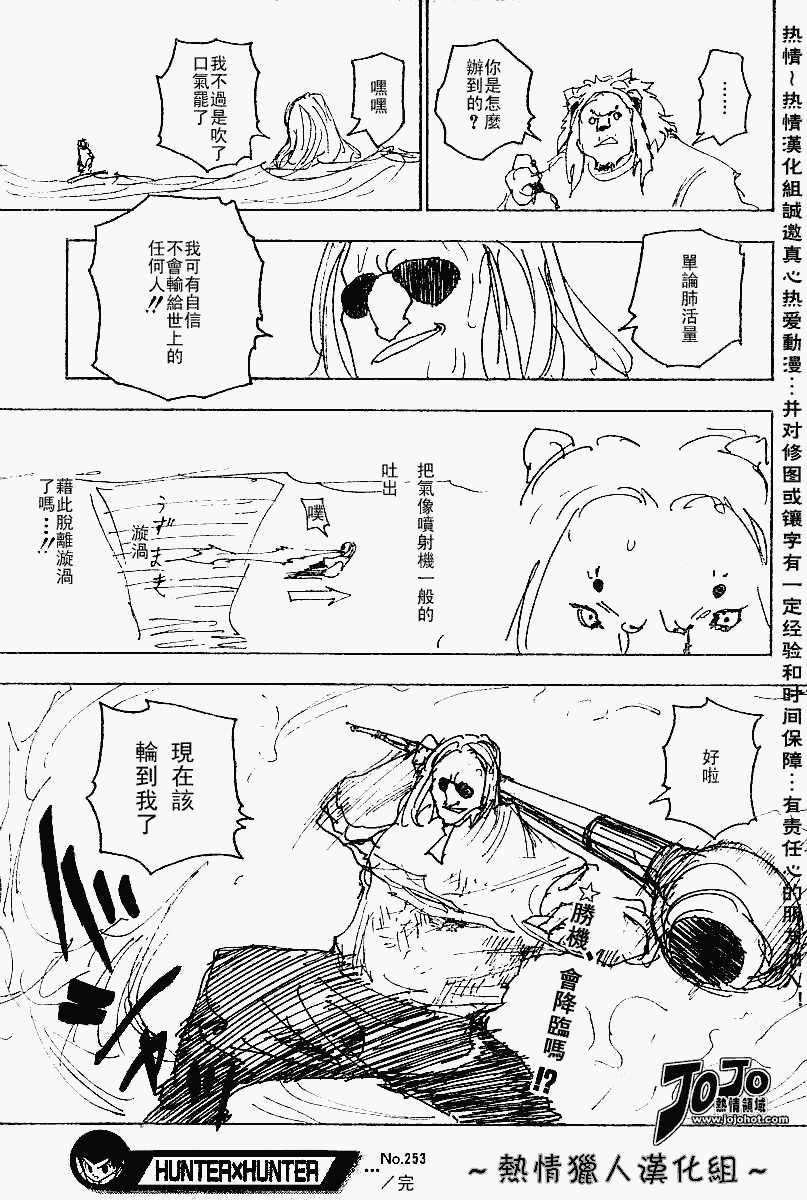 ……
你是怎麼
辦到的？
嘿嘿
我不過是吹了
口氣罷了
單論肺活量
我可有自信
不會輸給世上的
任何人!!
把氣像噴射機一般的
吐出
噗
うずまき
漩渦
藉此脫離漩渦
了嗎…!!
好啦
現在該
輪到我了
☆勝機、
會降臨嗎!?
热情～热情漢化組誠邀真心热爱動漫…并对修图或镶字有一定经验和时间保障…有责任心的
JOJO
熱情領域
www.jojohot.com
HUNTER×HUNTER
…
No.253
/完
～熱情獵人漢化組～